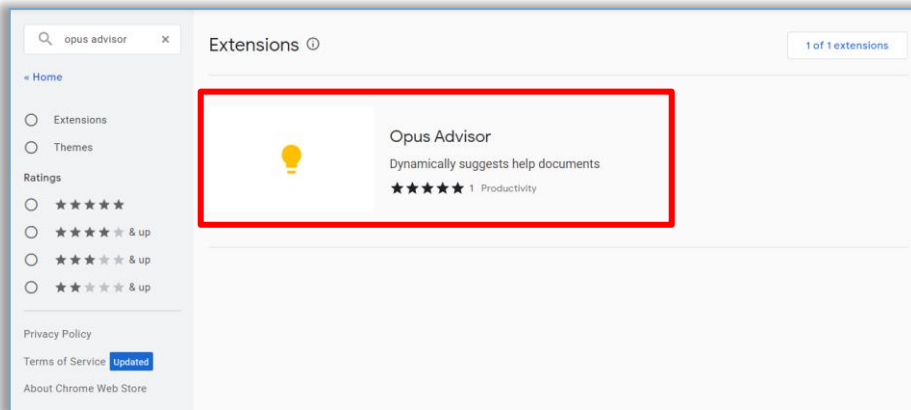 opus advisor ×
« Home
Extensions
Themes
Ratings
& up
& up
& up
Privacy Policy
Terms of Service Updated
About Chrome Web Store
Extensions
1 of 1 extensions
Opus Advisor
Dynamically suggests help documents
1 Productivity